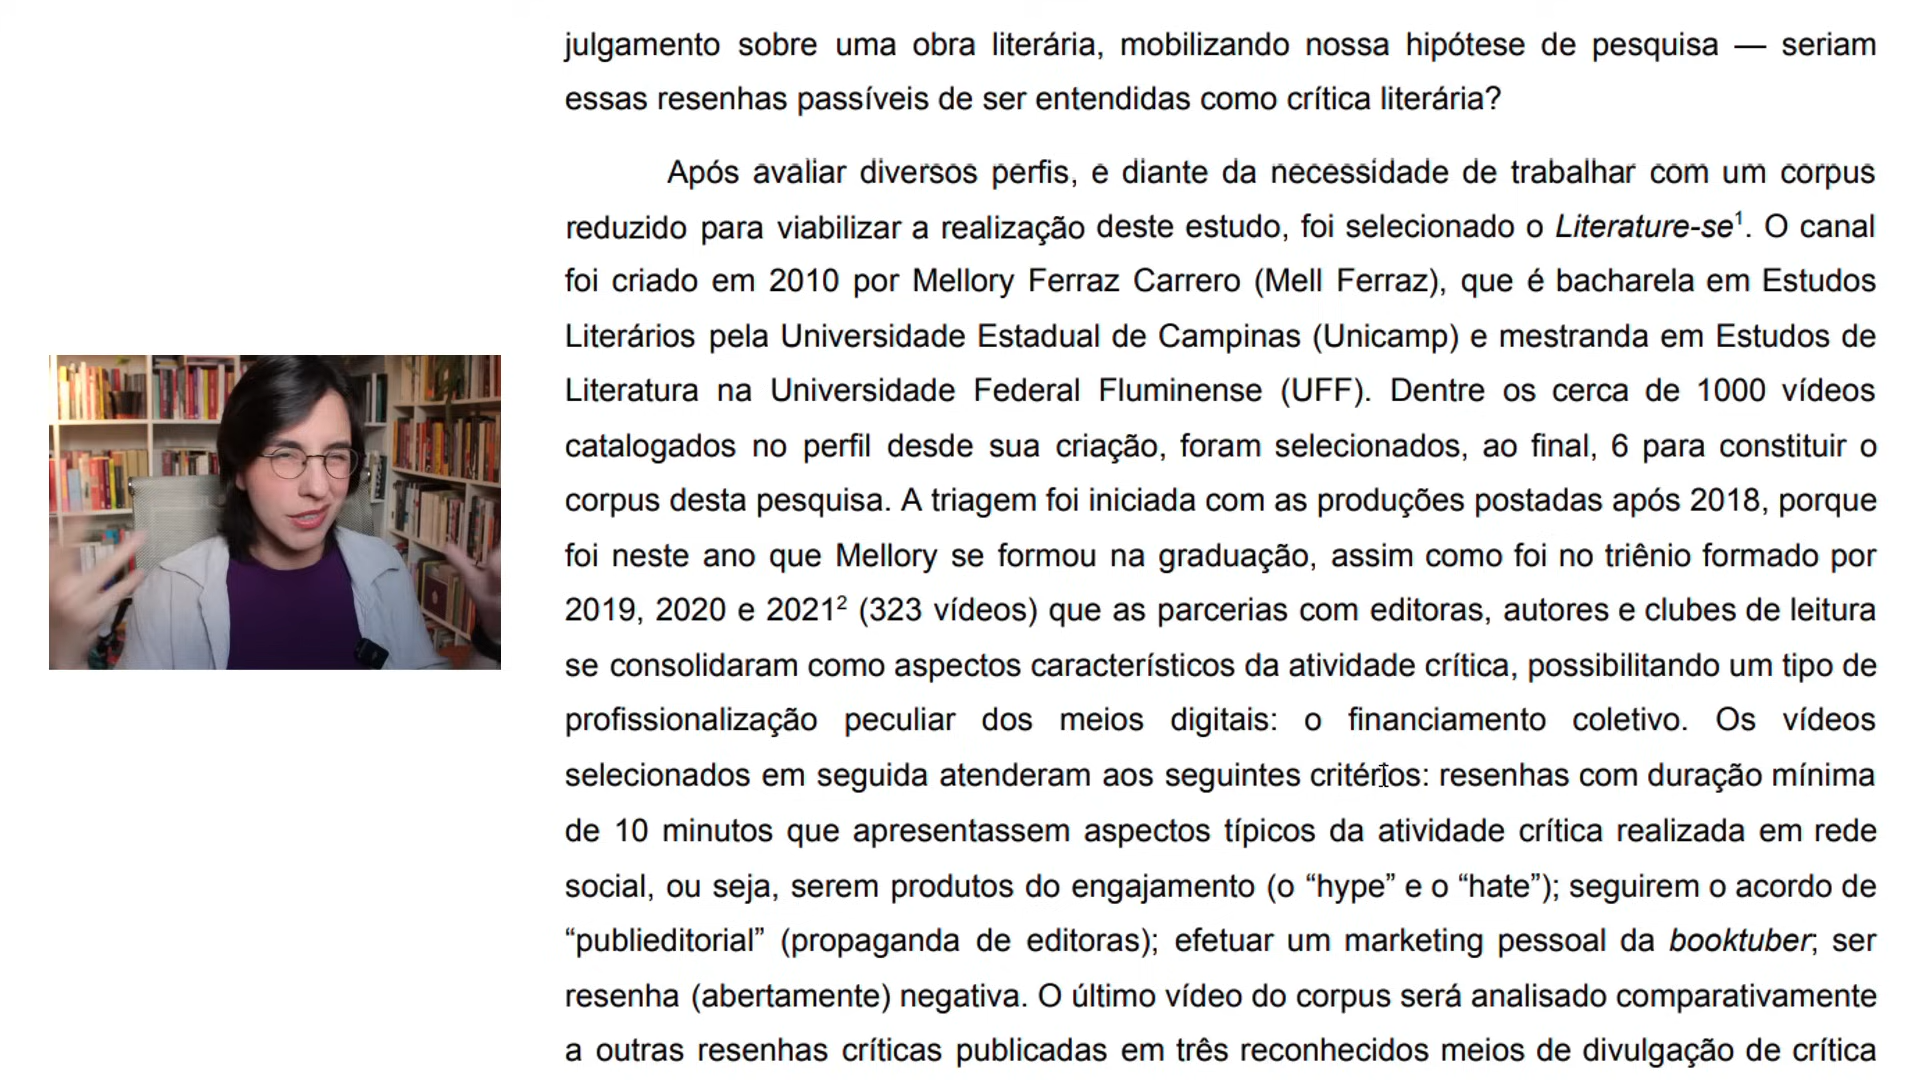 julgamento sobre uma obra literária, mobilizando nossa hipótese de pesquisa — seriam
essas resenhas passíveis de ser entendidas como crítica literária?
Após avaliar diversos perfis, e diante da necessidade de trabalhar com um corpus
reduzido para viabilizar a realização deste estudo, foi selecionado o Literature-se¹. O canal
foi criado em 2010 por Mellory Ferraz Carrero (Mell Ferraz), que é bacharela em Estudos
Literários pela Universidade Estadual de Campinas (Unicamp) e mestranda em Estudos de
Literatura na Universidade Federal Fluminense (UFF). Dentre os cerca de 1000 vídeos
catalogados no perfil desde sua criação, foram selecionados, ao final, 6 para constituir o
corpus desta pesquisa. A triagem foi iniciada com as produções postadas após 2018, porque
foi neste ano que Mellory se formou na graduação, assim como foi no triênio formado por
2019, 2020 e 2021² (323 vídeos) que as parcerias com editoras, autores e clubes de leitura
se consolidaram como aspectos característicos da atividade crítica, possibilitando um tipo de
profissionalização peculiar dos meios digitais: o financiamento coletivo. Os vídeos
selecionados em seguida atenderam aos seguintes critérios: resenhas com duração mínima
de 10 minutos que apresentassem aspectos típicos da atividade crítica realizada em rede
social, ou seja, serem produtos do engajamento (o “hype” e o “hate”); seguirem o acordo de
“publieditorial” (propaganda de editoras); efetuar um marketing pessoal da booktuber; ser
resenha (abertamente) negativa. O último vídeo do corpus será analisado comparativamente
a outras resenhas críticas publicadas em três reconhecidos meios de divulgação de crítica